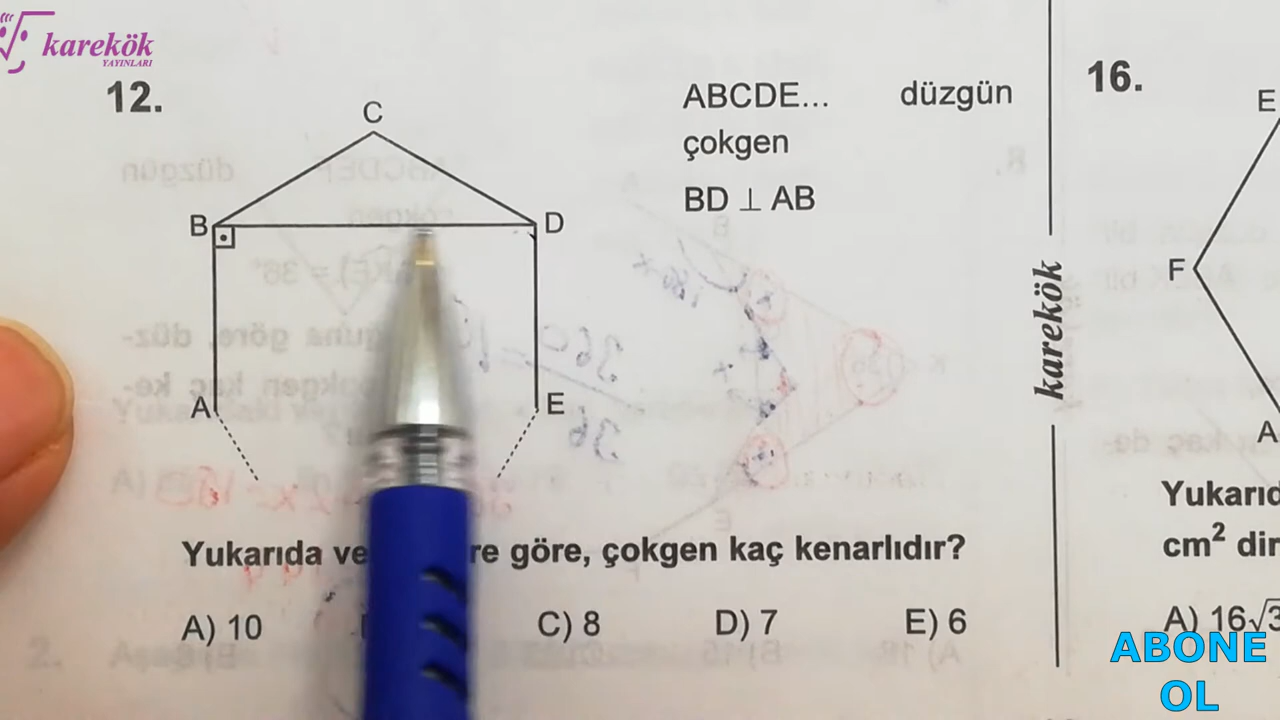 karekök
YAYINLARI
12.
C
B
D
A
E
ABCDE... düzgün
çokgen
BD ⊥ AB
Yukarıda ve re göre, çokgen kaç kenarlıdır?
A) 10
C) 8
D) 7
E) 6
karekök
16.
E
F
A
Yukarıd
cm² dir
A) 16√3
ABONE
OL